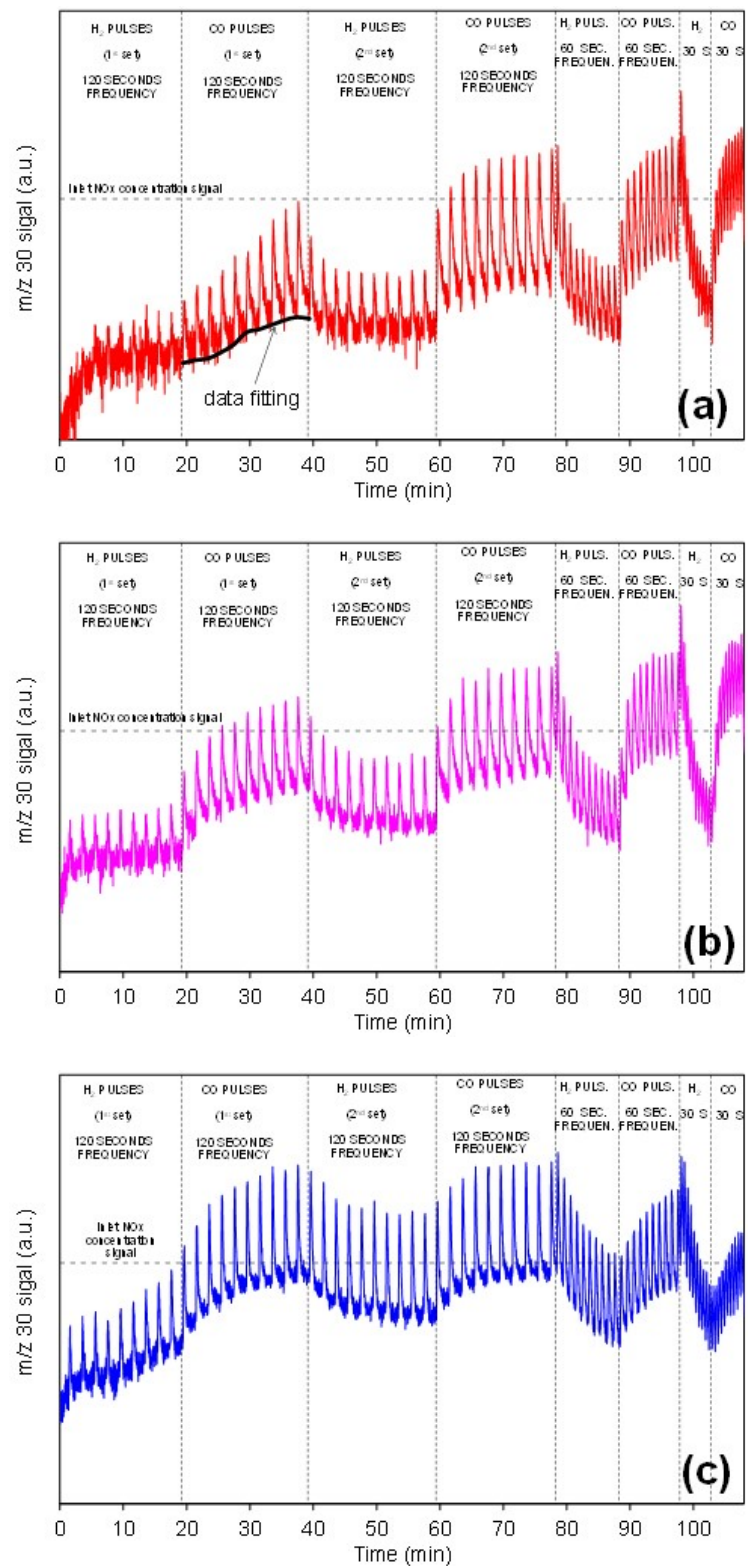 H₂ PULSES
(1ˢᵗ set)
120 SECONDS
FREQUENCY
CO PULSES
(1ˢᵗ set)
120 SECONDS
FREQUENCY
H₂ PULSES
(2ⁿᵈ set)
120 SECONDS
FREQUENCY
CO PULSES
(2ⁿᵈ set)
120 SECONDS
FREQUENCY
H₂ PULS.
60 SEC.
FREQUEN.
CO PULS.
60 SEC.
FREQUEN.
H₂
30 S
CO
30 S
m/z 30 sigal (a.u.)
Inlet NOx concentration signal
data fitting
(a)
0 10 20 30 40 50 60 70 80 90 100
Time (min)
H₂ PULSES
(1ˢᵗ set)
120 SECONDS
FREQUENCY
CO PULSES
(1ˢᵗ set)
120 SECONDS
FREQUENCY
H₂ PULSES
(2ⁿᵈ set)
120 SECONDS
FREQUENCY
CO PULSES
(2ⁿᵈ set)
120 SECONDS
FREQUENCY
H₂ PULS.
60 SEC.
FREQUEN.
CO PULS.
60 SEC.
FREQUEN.
H₂
30 S
CO
30 S
m/z 30 sigal (a.u.)
Inlet NOx concentration signal
(b)
0 10 20 30 40 50 60 70 80 90 100
Time (min)
H₂ PULSES
(1ˢᵗ set)
120 SECONDS
FREQUENCY
CO PULSES
(1ˢᵗ set)
120 SECONDS
FREQUENCY
H₂ PULSES
(2ⁿᵈ set)
120 SECONDS
FREQUENCY
CO PULSES
(2ⁿᵈ set)
120 SECONDS
FREQUENCY
H₂ PULS.
60 SEC.
FREQUEN.
CO PULS.
60 SEC.
FREQUEN.
H₂
30 S
CO
30 S
m/z 30 sigal (a.u.)
Inlet NOx
concentration
signal
(c)
0 10 20 30 40 50 60 70 80 90 100
Time (min)